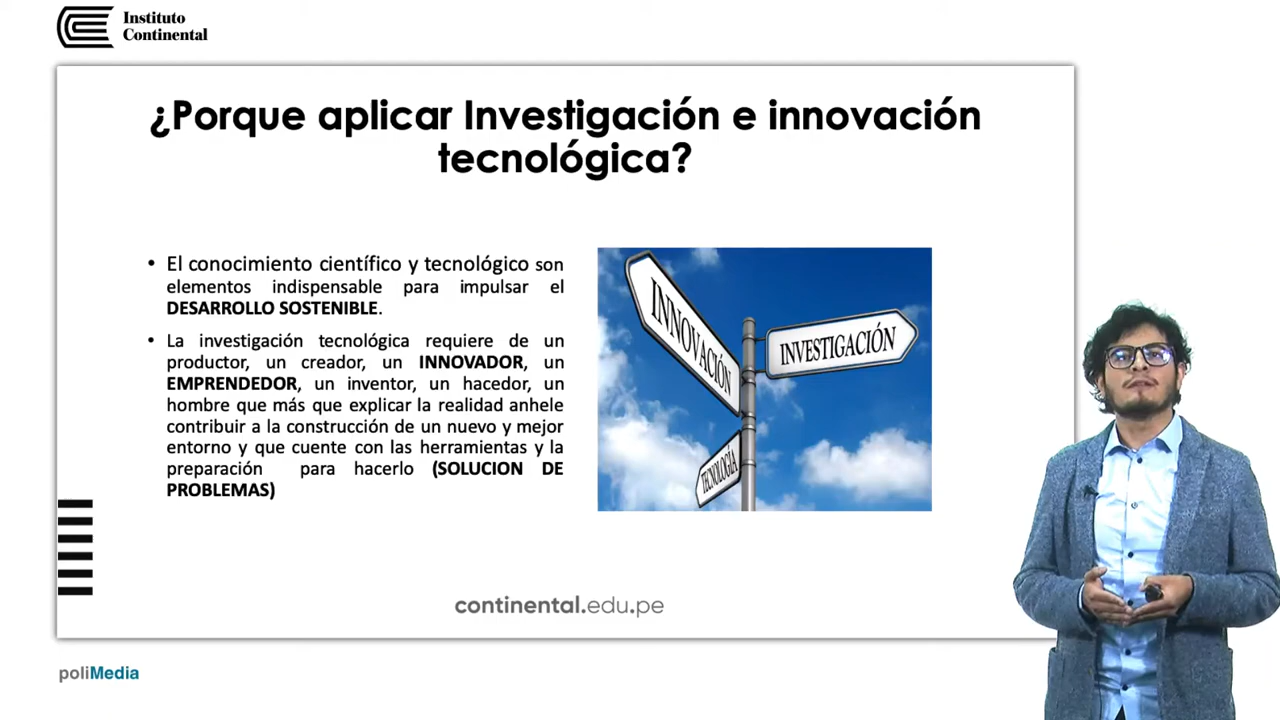 Instituto
Continental
¿Porque aplicar Investigación e innovación
tecnológica?
• El conocimiento científico y tecnológico son
elementos indispensable para impulsar el
DESARROLLO SOSTENIBLE.
• La investigación tecnológica requiere de un
productor, un creador, un INNOVADOR, un
EMPRENDEDOR, un inventor, un hacedor, un
hombre que más que explicar la realidad anhele
contribuir a la construcción de un nuevo y mejor
entorno y que cuente con las herramientas y la
preparación para hacerlo (SOLUCION DE
PROBLEMAS)
INNOVACIÓN
INVESTIGACIÓN
TECNOLOGÍA
continental.edu.pe
poliMedia